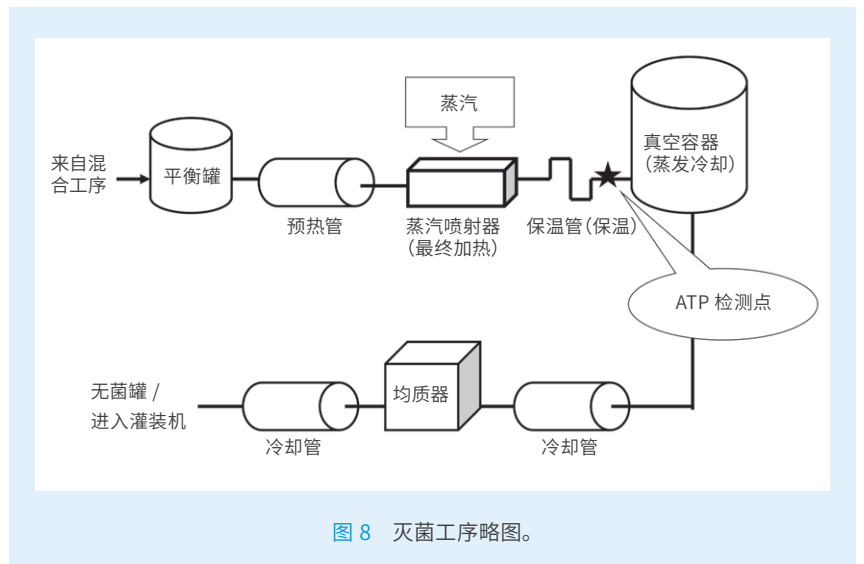 蒸汽
真空容器
（蒸发冷却）
来自混
合工序
平衡罐
预热管
蒸汽喷射器
（最终加热）
保温管（保温）
ATP 检测点
无菌罐 /
进入灌装机
冷却管
均质器
冷却管
图 8　灭菌工序略图。